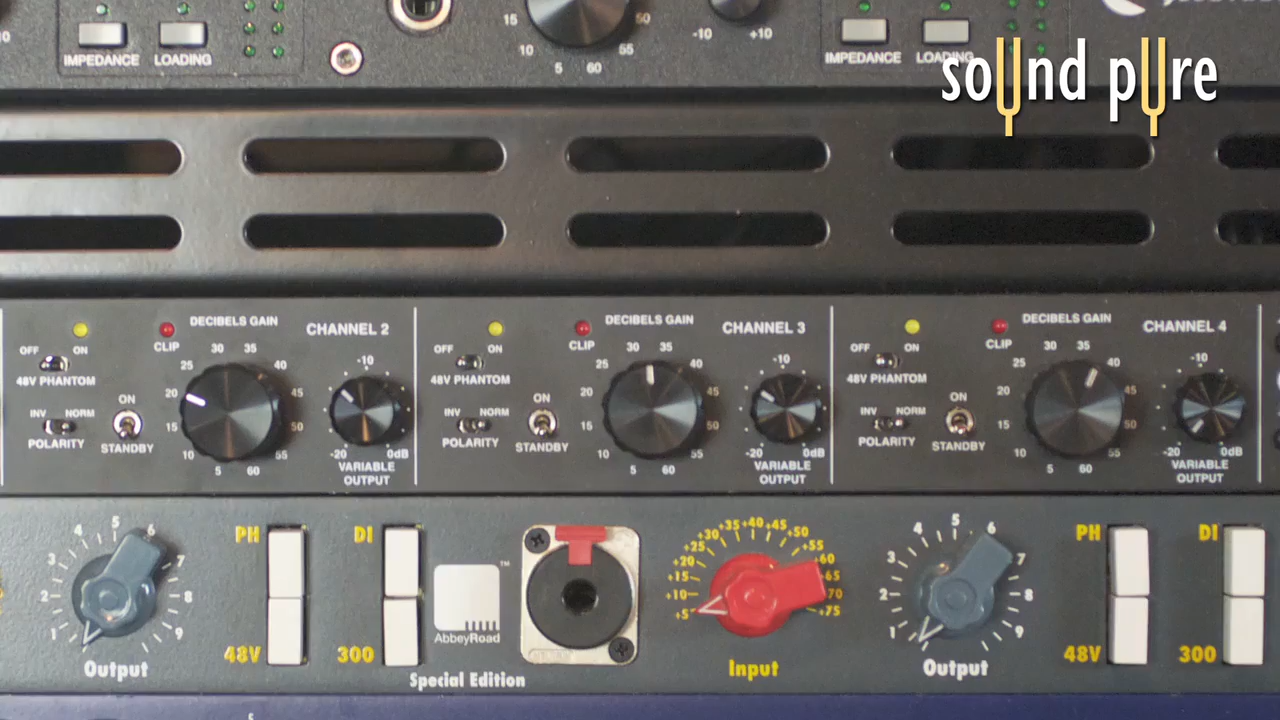 15 50
10 55
5 60
-10 +10
10
IMPEDANCE LOADING
IMPEDANCE LOADING
sound pure
DECIBELS GAIN CHANNEL 2
CLIP
OFF ON
48V PHANTOM
INV NORM
POLARITY
ON
STANDBY
5 10 15 20 25 30 35 40 45 50 55 60
-20 -10 0dB
VARIABLE
OUTPUT
DECIBELS GAIN CHANNEL 3
CLIP
OFF ON
48V PHANTOM
INV NORM
POLARITY
ON
STANDBY
5 10 15 20 25 30 35 40 45 50 55 60
-20 -10 0dB
VARIABLE
OUTPUT
DECIBELS GAIN CHANNEL 4
CLIP
OFF ON
48V PHANTOM
INV NORM
POLARITY
ON
STANDBY
5 10 15 20 25 30 35 40 45 50 55 60
-20 -10 0dB
VARIABLE
OUTPUT
1 2 3 4 5 6 7 8 9
Output
PH
48V
DI
300
AbbeyRoad™
Special Edition
+5 +10 +15 +20 +25 +30 +35 +40 +45 +50 +55 +60 +65 +70 +75
Input
1 2 3 4 5 6 7 8 9
Output
PH
48V
DI
300